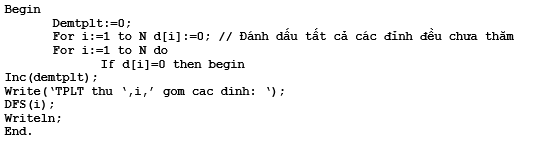 Begin
Demtplt:=0;
For i:=1 to N d[i]:=0; // Đánh dấu tất cả các đỉnh đều chưa thăm
For i:=1 to N do
If d[i]=0 then begin
Inc(demtplt);
Write(‘TPLT thu ‘,i,’ gom cac dinh: ‘);
DFS(i);
Writeln;
End.